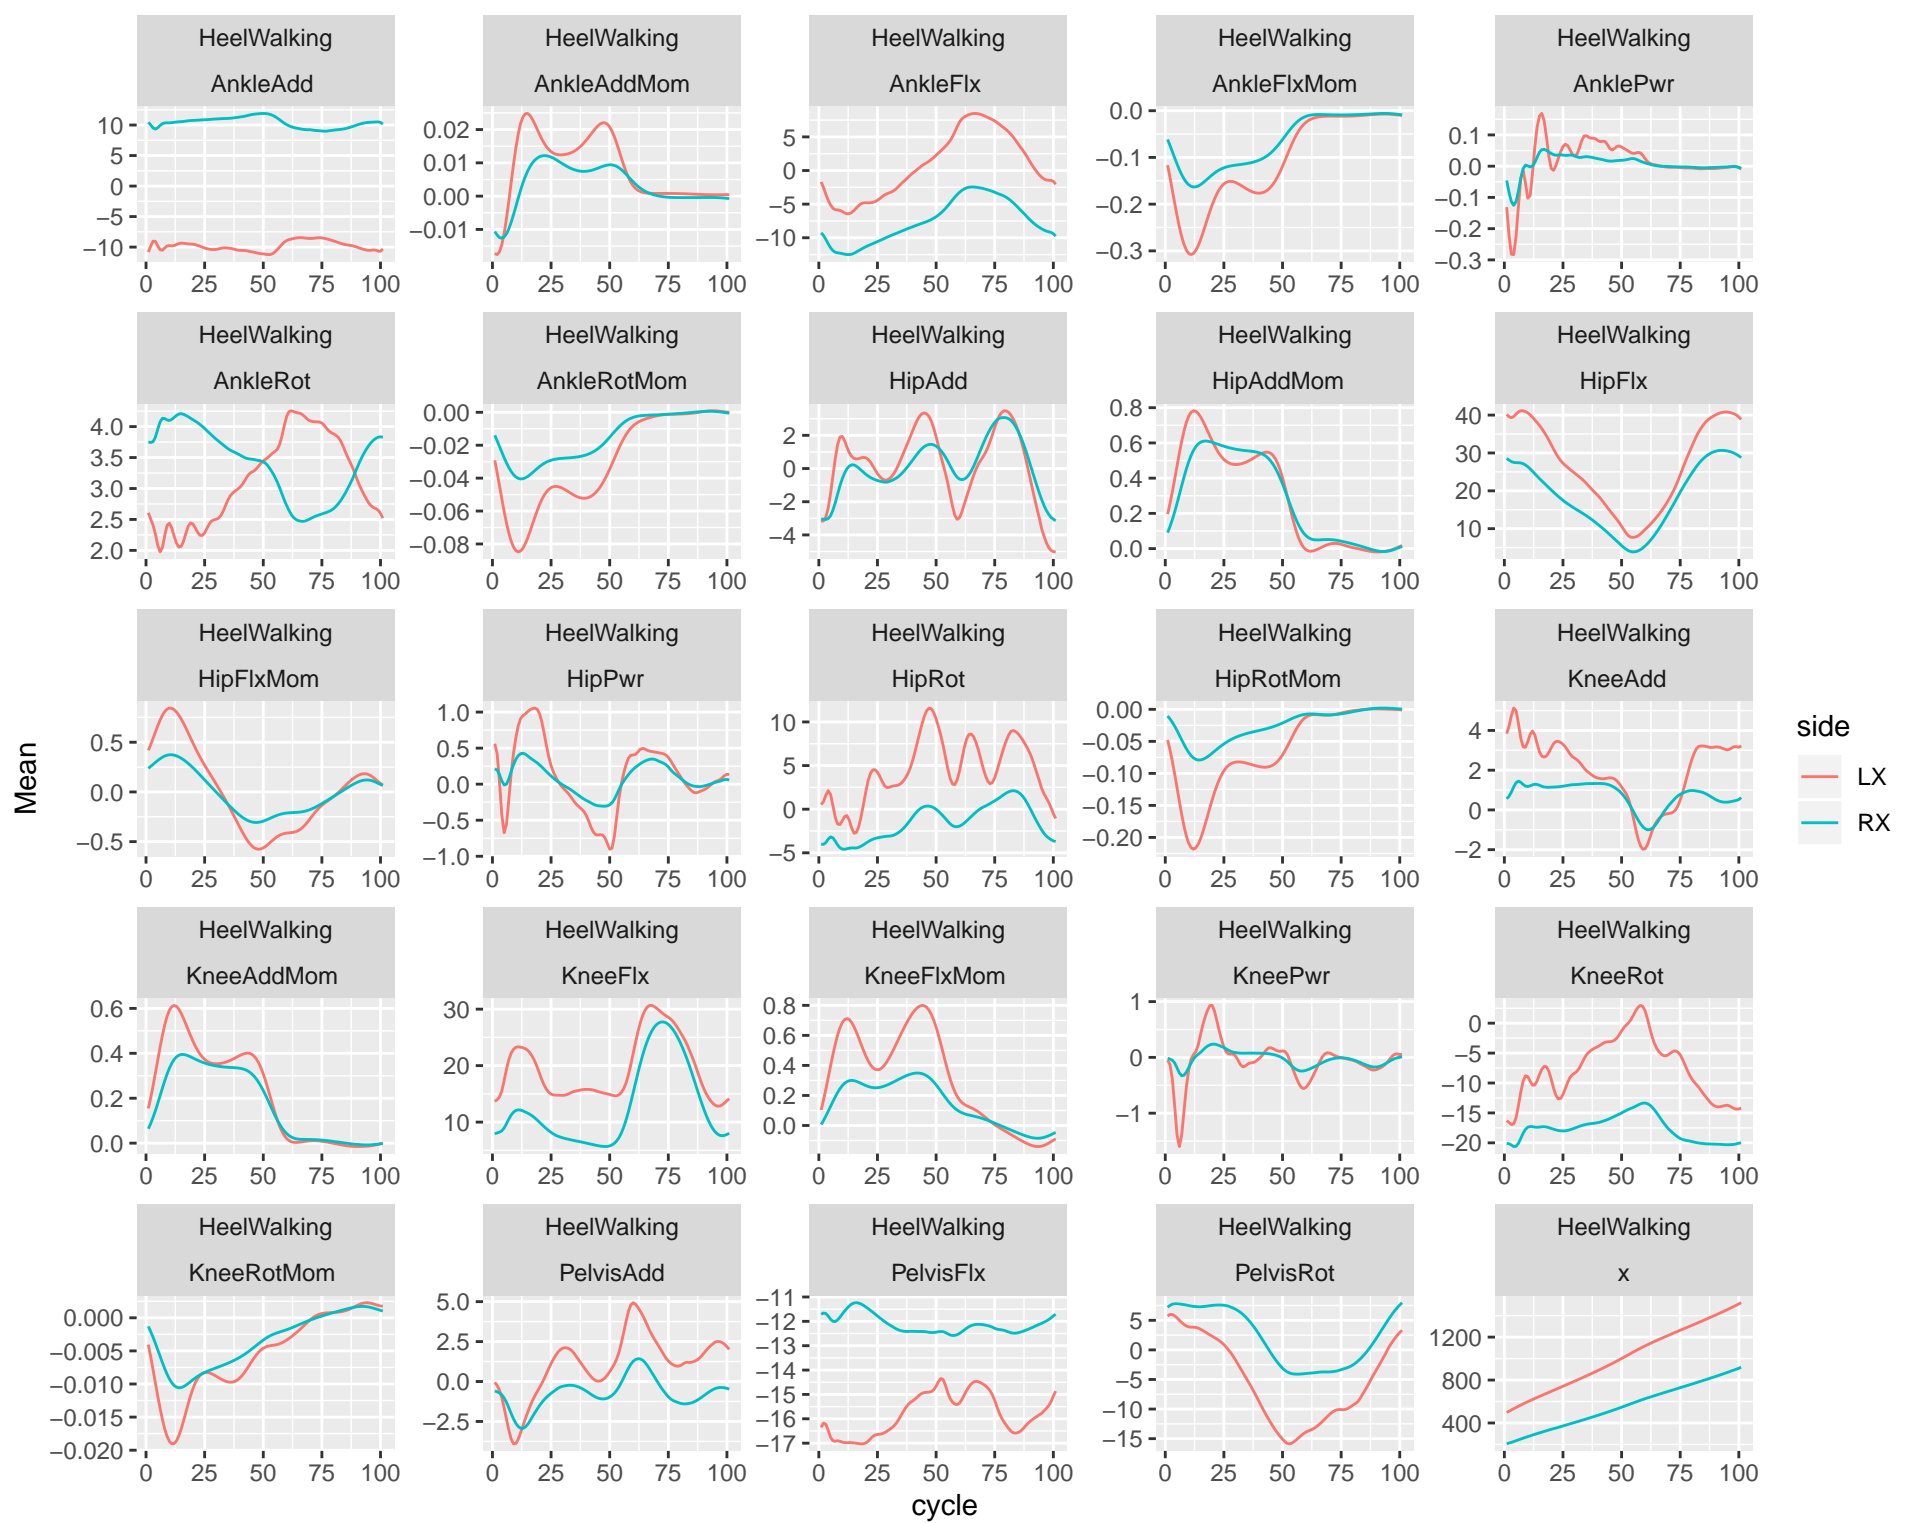 HeelWalking HeelWalking HeelWalking HeelWalking HeelWalking
AnkleAdd AnkleAddMom AnkleFlx AnkleFlxMom AnklePwr
10 5 0 −5 −10
0.02 0.01 0.00 −0.01
5 0 −5 −10
0.0 −0.1 −0.2 −0.3
0.1 0.0 −0.1 −0.2 −0.3
0 25 50 75 100 0 25 50 75 100 0 25 50 75 100 0 25 50 75 100 0 25 50 75 100
HeelWalking HeelWalking HeelWalking HeelWalking HeelWalking
AnkleRot AnkleRotMom HipAdd HipAddMom HipFlx
4.0 3.5 3.0 2.5 2.0
0.00 −0.02 −0.04 −0.06 −0.08
2 0 −2 −4
0.8 0.6 0.4 0.2 0.0
40 30 20 10
0 25 50 75 100 0 25 50 75 100 0 25 50 75 100 0 25 50 75 100 0 25 50 75 100
HeelWalking HeelWalking HeelWalking HeelWalking HeelWalking
HipFlxMom HipPwr HipRot HipRotMom KneeAdd
0.5 0.0 −0.5
1.0 0.5 0.0 −0.5 −1.0
10 5 0 −5
0.00 −0.05 −0.10 −0.15 −0.20
4 2 0 −2
0 25 50 75 100 0 25 50 75 100 0 25 50 75 100 0 25 50 75 100 0 25 50 75 100
HeelWalking HeelWalking HeelWalking HeelWalking HeelWalking
KneeAddMom KneeFlx KneeFlxMom KneePwr KneeRot
0.6 0.4 0.2 0.0
30 20 10
0.8 0.6 0.4 0.2 0.0
1 0 −1
0 −5 −10 −15 −20
0 25 50 75 100 0 25 50 75 100 0 25 50 75 100 0 25 50 75 100 0 25 50 75 100
HeelWalking HeelWalking HeelWalking HeelWalking HeelWalking
KneeRotMom PelvisAdd PelvisFlx PelvisRot x
0.000 −0.005 −0.010 −0.015 −0.020
5.0 2.5 0.0 −2.5
−11 −12 −13 −14 −15 −16 −17
5 0 −5 −10 −15
1200 800 400
0 25 50 75 100 0 25 50 75 100 0 25 50 75 100 0 25 50 75 100 0 25 50 75 100
cycle
Mean
side
LX
RX